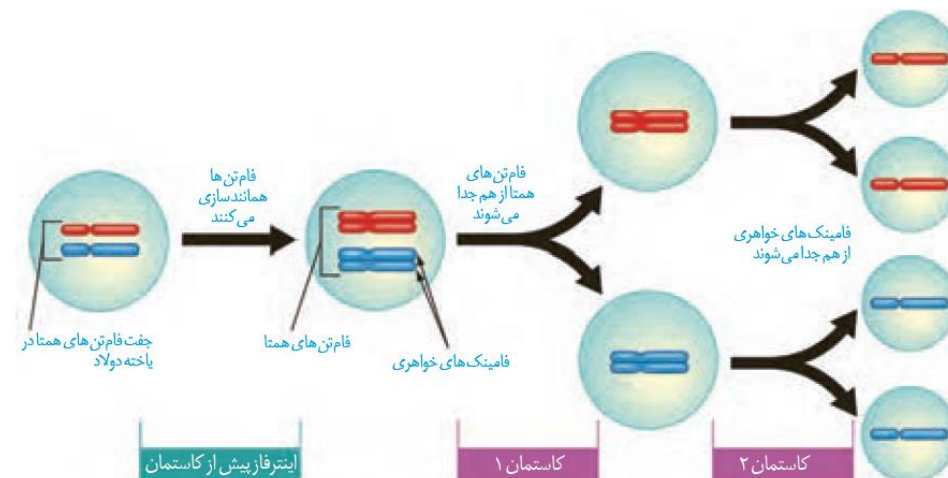 فام‌تن‌ها
همانندسازی
می‌کنند
فام‌تن‌های
همتا از هم جدا
می‌شوند
فامینک‌های خواهری
از هم جدا می‌شوند
جفت فام‌تن‌های همتا در
یاخته دولاد
فام‌تن‌های همتا
فامینک‌های خواهری
اینترفاز پیش از کاستمان
کاستمان ۱
کاستمان ۲